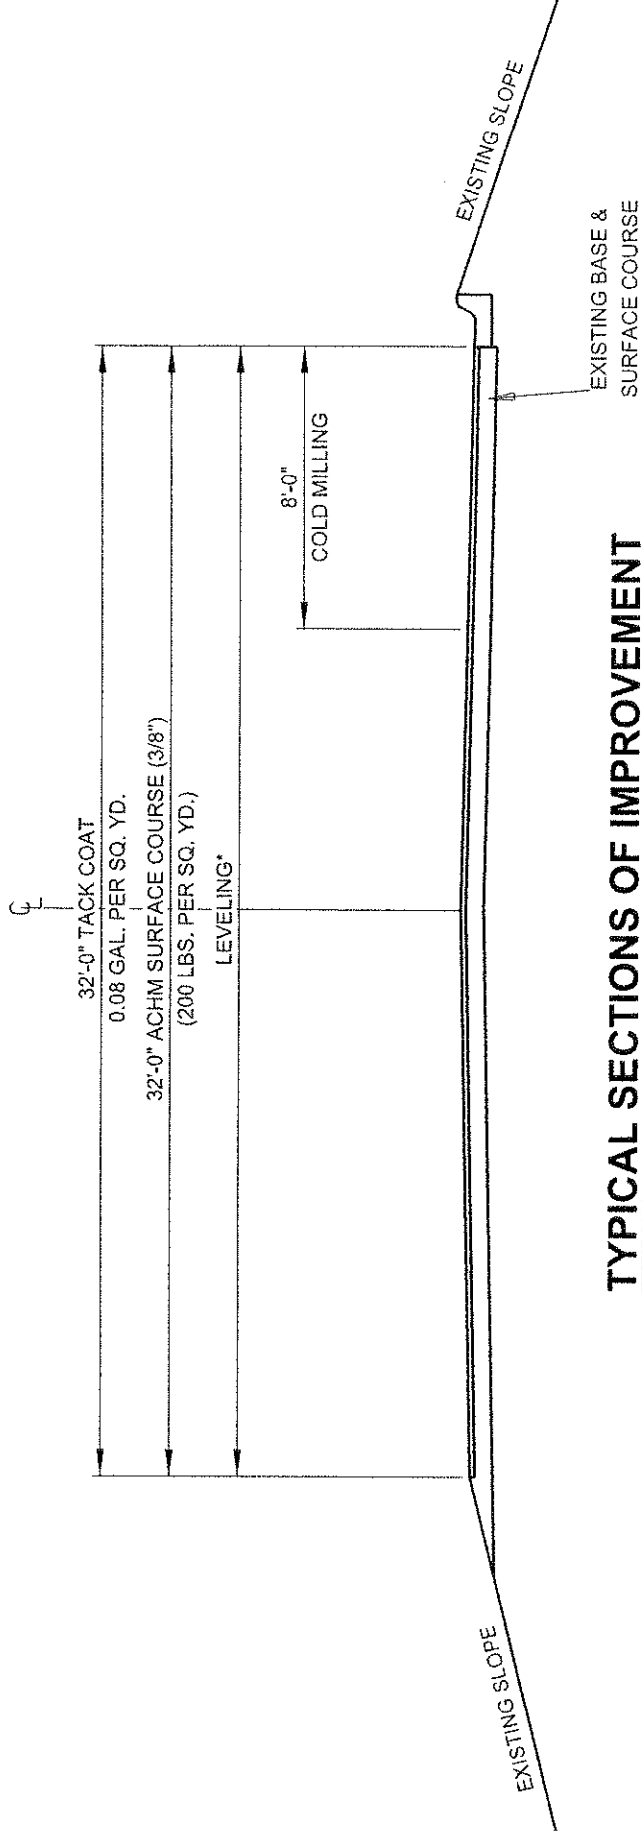 ℄
32'-0" TACK COAT
0.08 GAL. PER SQ. YD.
32'-0" ACHM SURFACE COURSE (3/8")
(200 LBS. PER SQ. YD.)
LEVELING*
8'-0"
COLD MILLING
EXISTING SLOPE
EXISTING SLOPE
EXISTING BASE &
SURFACE COURSE
TYPICAL SECTIONS OF IMPROVEMENT